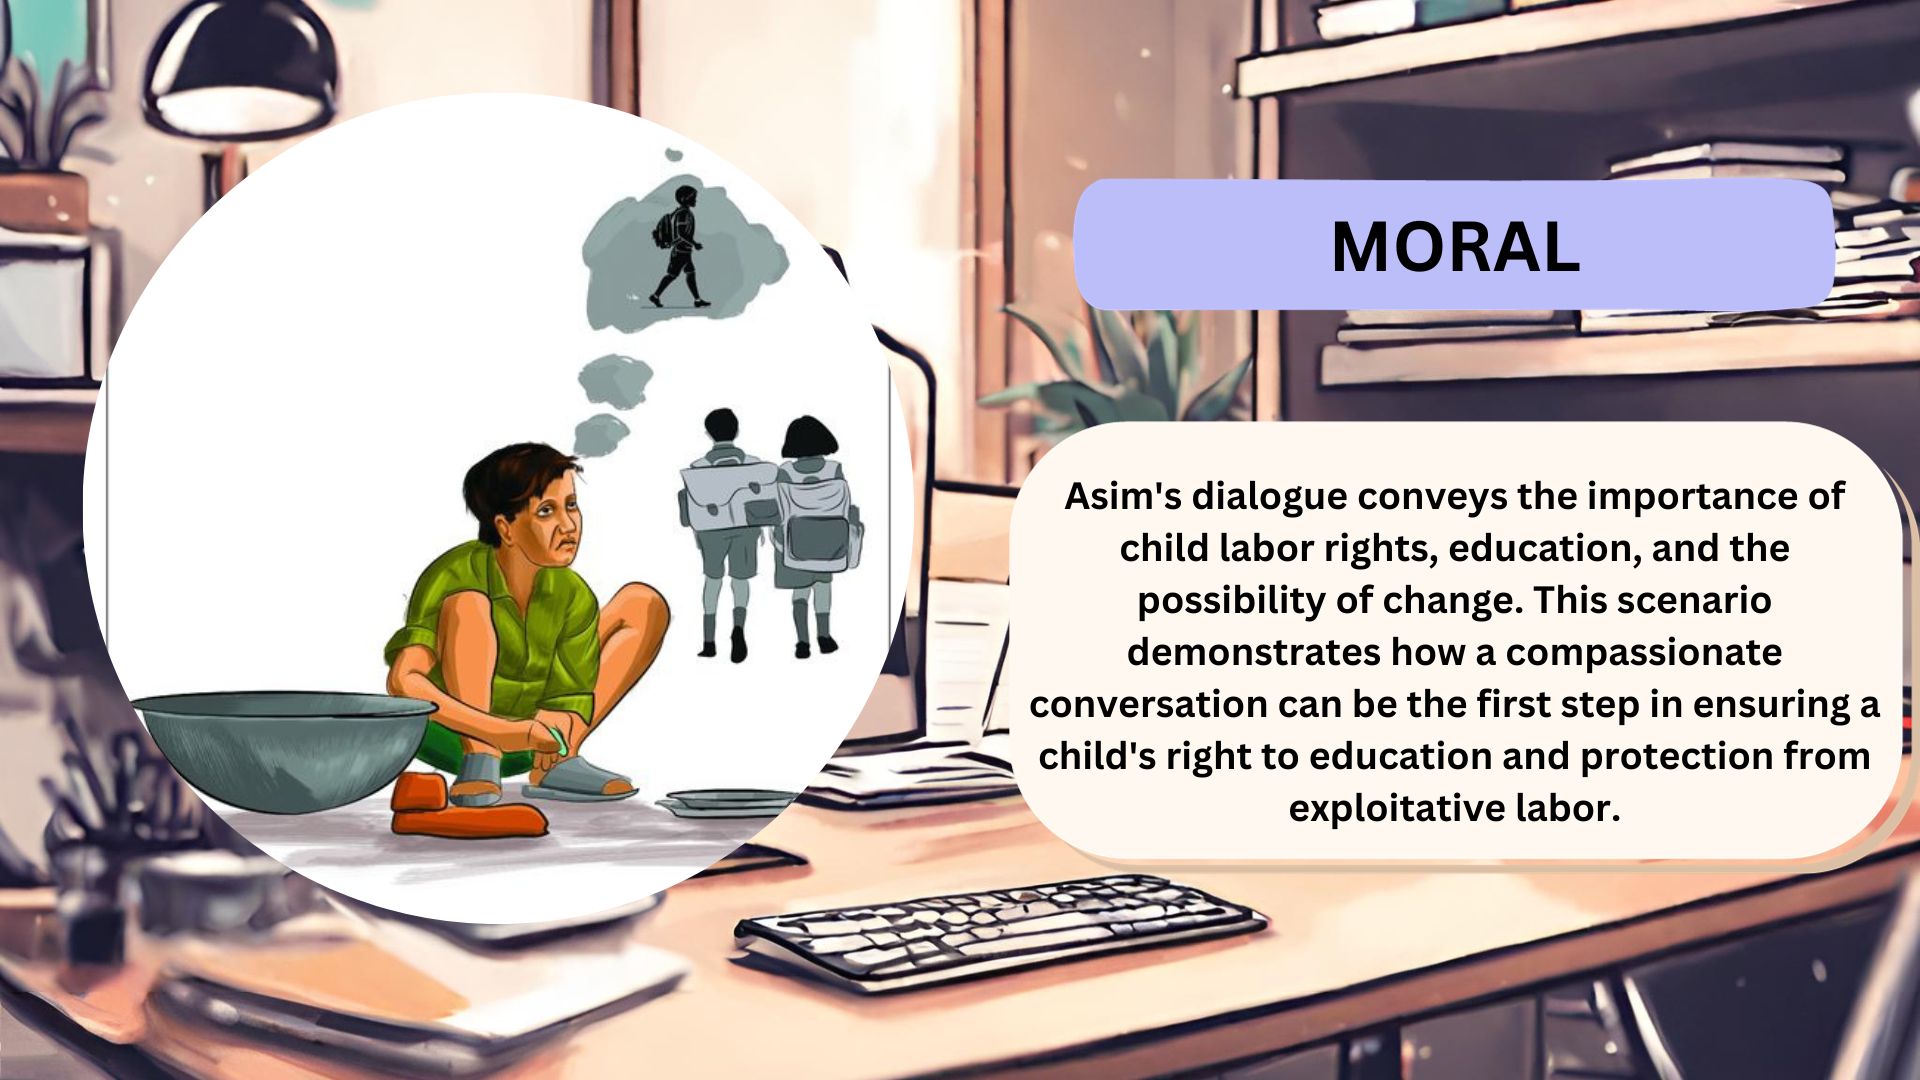 MORAL
Asim's dialogue conveys the importance of
child labor rights, education, and the
possibility of change. This scenario
demonstrates how a compassionate
conversation can be the first step in ensuring a
child's right to education and protection from
exploitative labor.